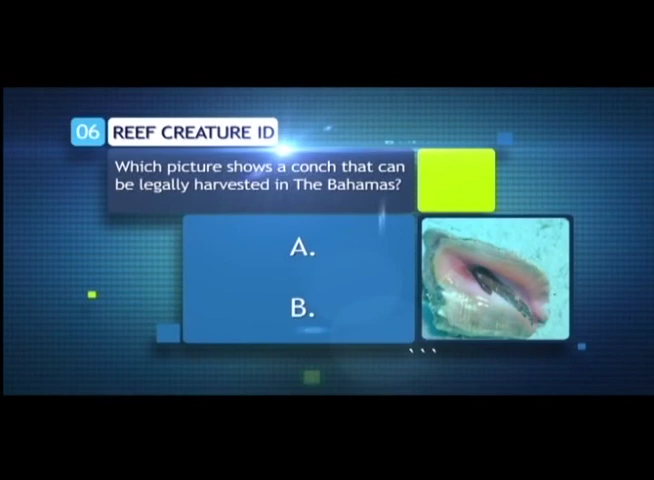 06 REEF CREATURE ID
Which picture shows a conch that can
be legally harvested in The Bahamas?
A.
B.